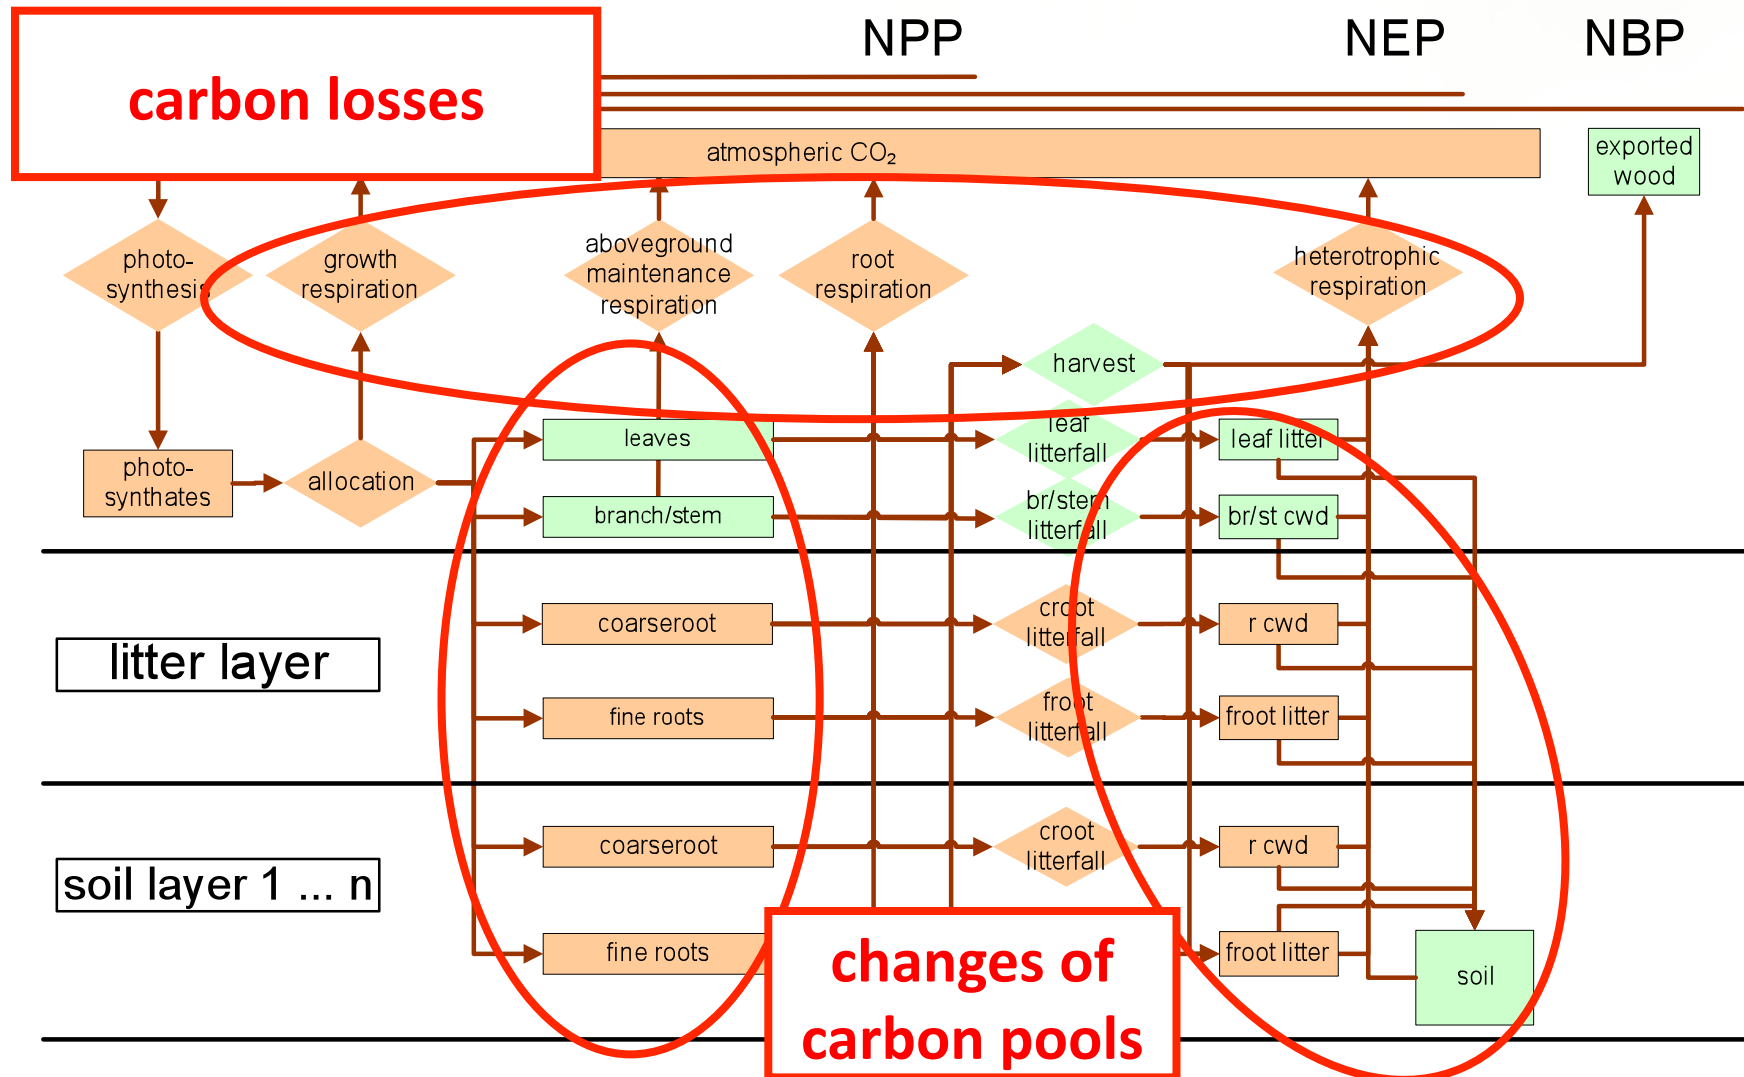 carbon losses
NPP
NEP
NBP
atmospheric CO₂
exported
wood
photo-
synthesis
growth
respiration
aboveground
maintenance
respiration
root
respiration
heterotrophic
respiration
harvest
leaves
leaf
litterfall
leaf litter
photo-
synthates
allocation
branch/stem
br/stem
litterfall
br/st cwd
litter layer
coarseroot
croot
litterfall
r cwd
fine roots
froot
litterfall
froot litter
soil layer 1 ... n
coarseroot
croot
litterfall
r cwd
fine roots
changes of
carbon pools
froot litter
soil